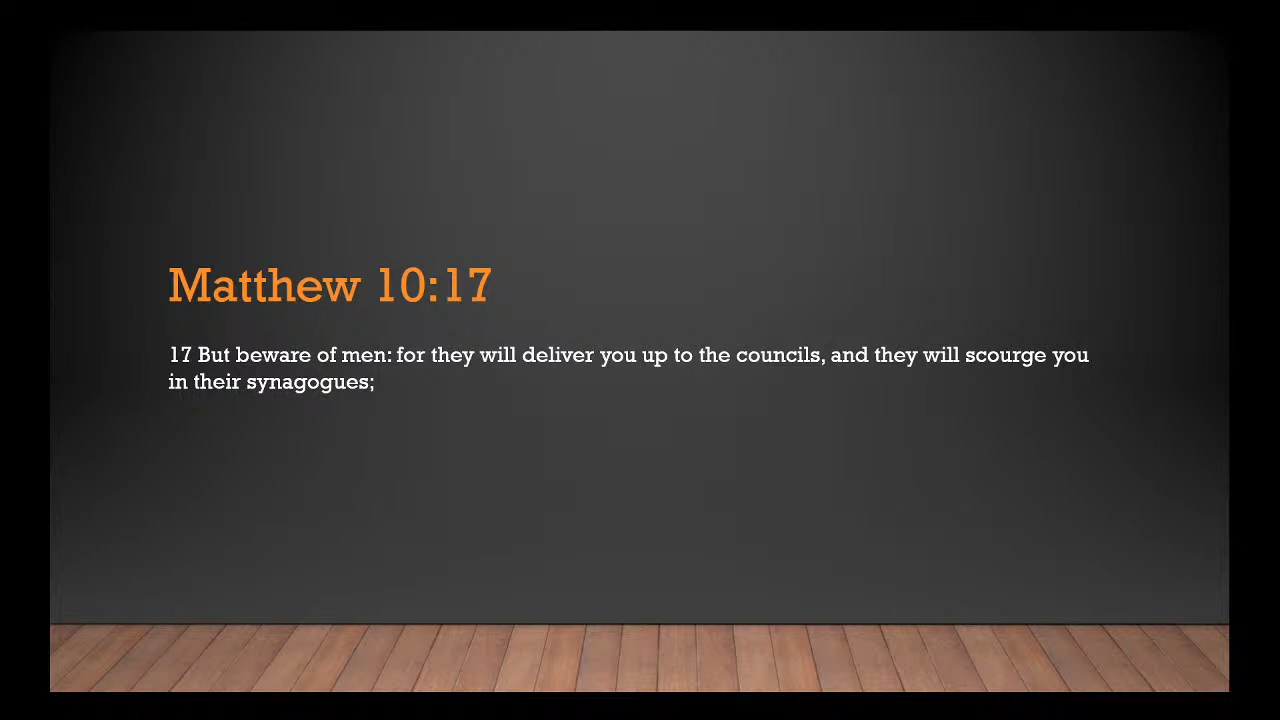 Matthew 10:17
17 But beware of men: for they will deliver you up to the councils, and they will scourge you
in their synagogues;